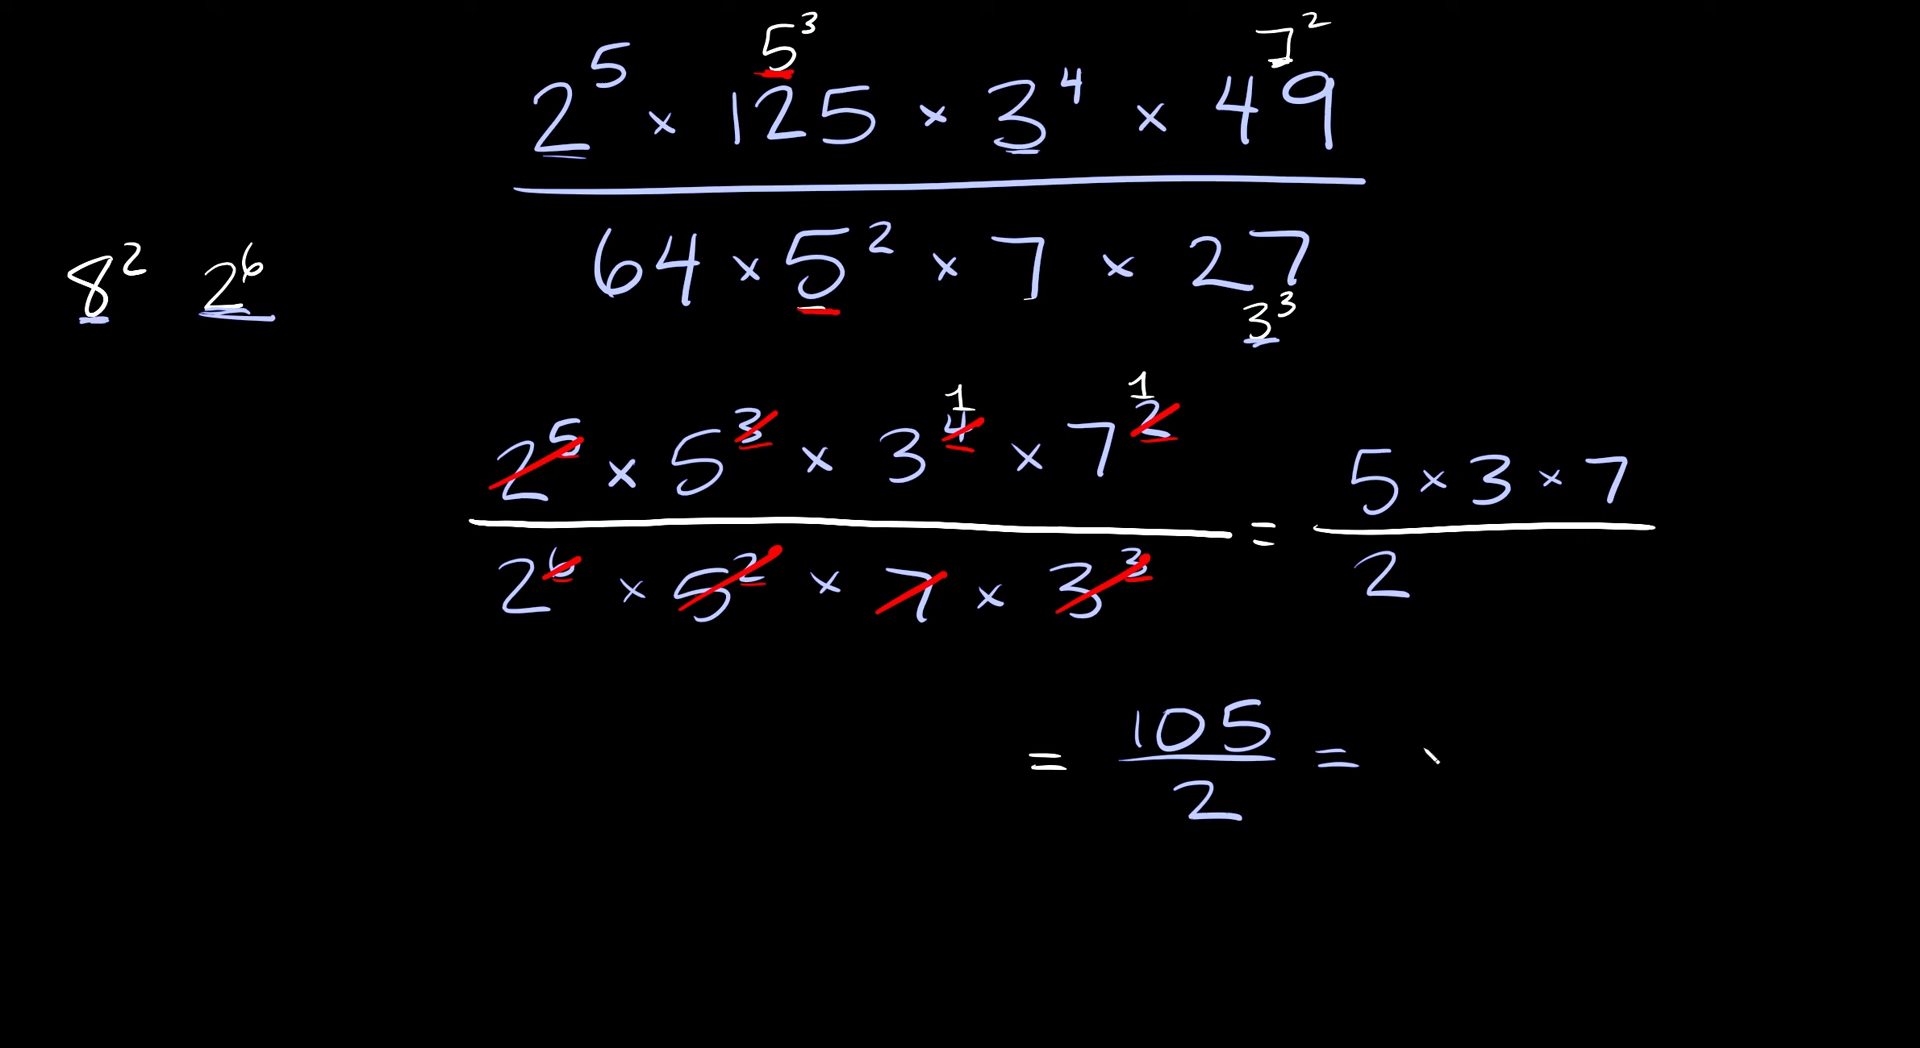 5³ 7²
2⁵ × 125 × 3⁴ × 49
8² 2⁶ 64 × 5² × 7 × 27
3³
1 1
2⁵ × 5³ × 3⁴ × 7² = 5 × 3 × 7
2⁶ × 5² × 7 × 3³ 2
= 105 =
2